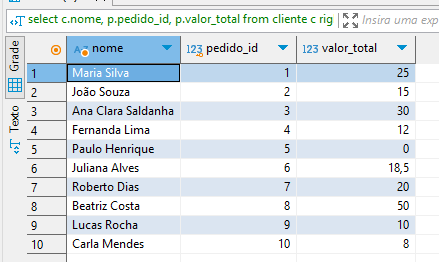 select c.nome, p.pedido_id, p.valor_total from cliente c rig
Insira uma exp
Grade
Texto
nome 123 pedido_id 123 valor_total
1 Maria Silva 1 25
2 João Souza 2 15
3 Ana Clara Saldanha 3 30
4 Fernanda Lima 4 12
5 Paulo Henrique 5 0
6 Juliana Alves 6 18,5
7 Roberto Dias 7 20
8 Beatriz Costa 8 50
9 Lucas Rocha 9 10
10 Carla Mendes 10 8